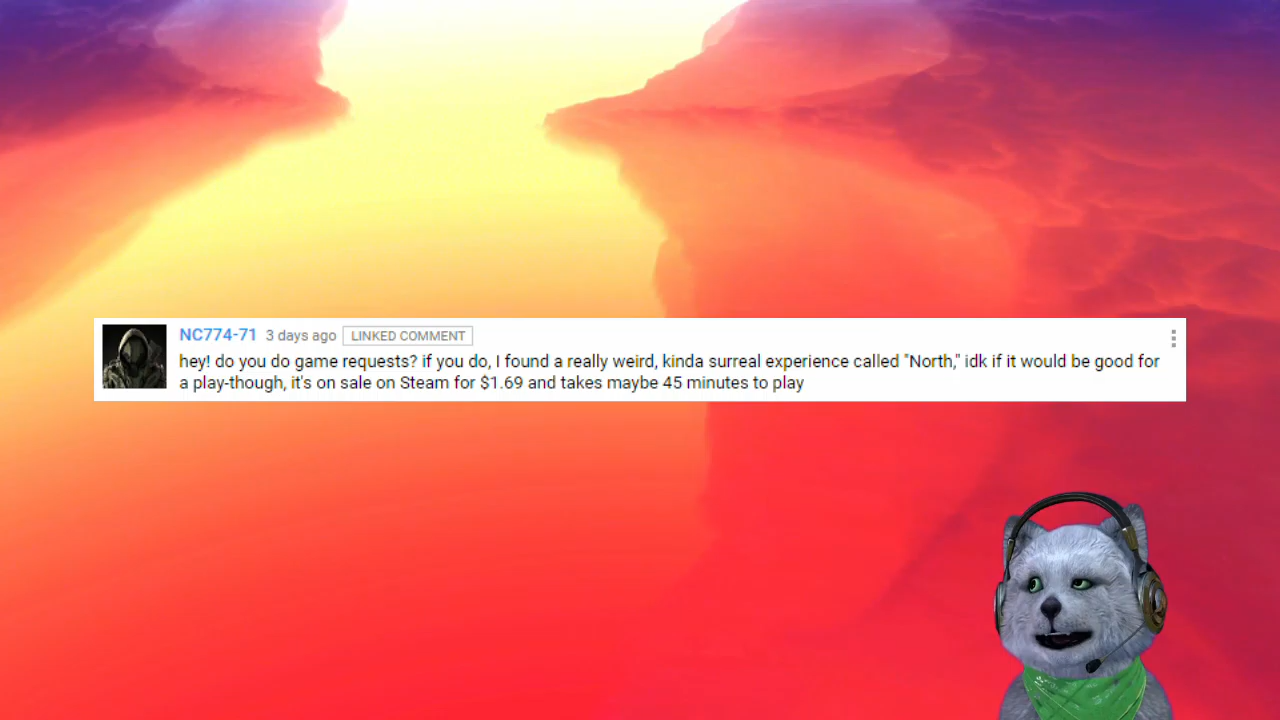 NC774-71 3 days ago LINKED COMMENT
hey! do you do game requests? if you do, I found a really weird, kinda surreal experience called "North," idk if it would be good for
a play-though, it's on sale on Steam for $1.69 and takes maybe 45 minutes to play